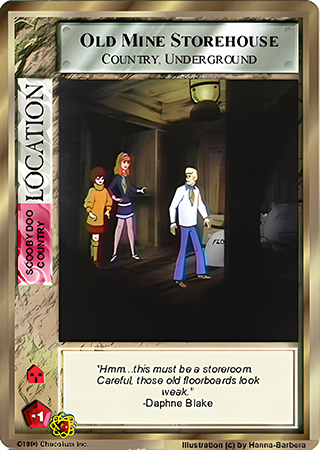 OLD MINE STOREHOUSE
COUNTRY, UNDERGROUND
LOCATION
SCOOBY DOO
COUNTRY
FLO
"Hmm...this must be a storeroom.
Careful, those old floorboards look
weak."
-Daphne Blake
-1
Chaosium Inc.
Illustration (c) by Hanna-Barbera